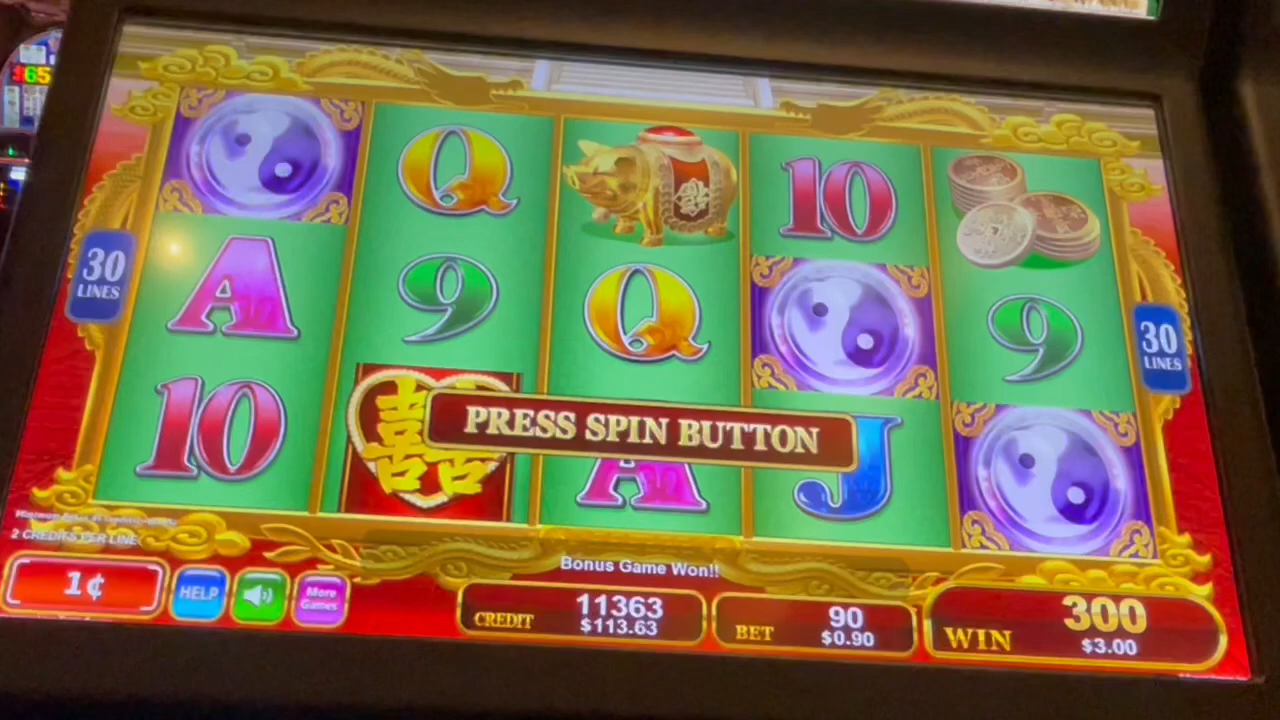 365
Q
10
30
LINES
A
9
Q
9
30
LINES
10
囍
PRESS SPIN BUTTON
A
J
2 CREDITS PER LINE
Bonus Game Won!!
1¢
HELP
More
Games
CREDIT
11363
$113.63
BET
90
$0.90
WIN
300
$3.00